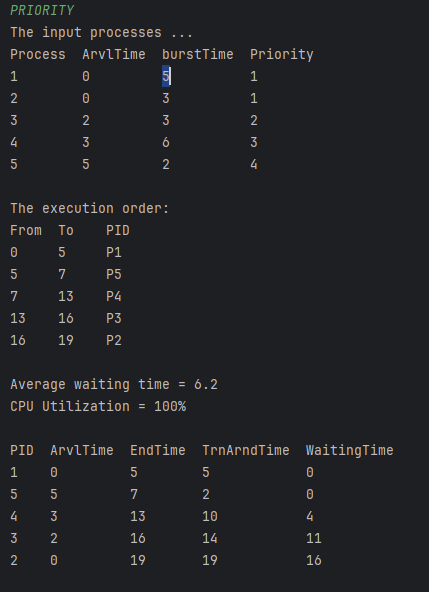 PRIORITY
The input processes ...
Process ArvlTime burstTime Priority
1 0 5 1
2 0 3 1
3 2 3 2
4 3 6 3
5 5 2 4
The execution order:
From To PID
0 5 P1
5 7 P5
7 13 P4
13 16 P3
16 19 P2
Average waiting time = 6.2
CPU Utilization = 100%
PID ArvlTime EndTime TrnArndTime WaitingTime
1 0 5 5 0
5 5 7 2 0
4 3 13 10 4
3 2 16 14 11
2 0 19 19 16